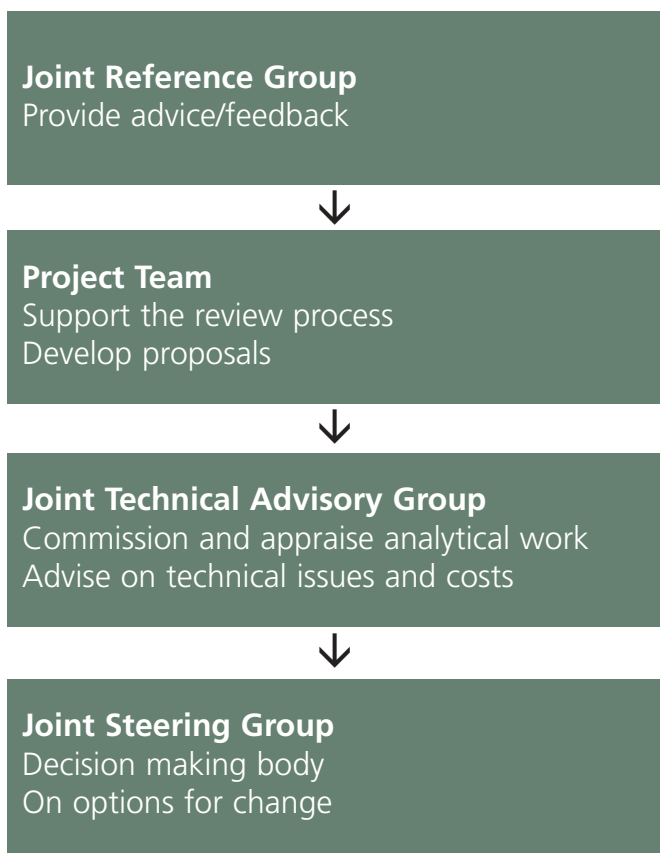 Joint Reference Group
Provide advice/feedback
Project Team
Support the review process
Develop proposals
Joint Technical Advisory Group
Commission and appraise analytical work
Advise on technical issues and costs
Joint Steering Group
Decision making body
On options for change